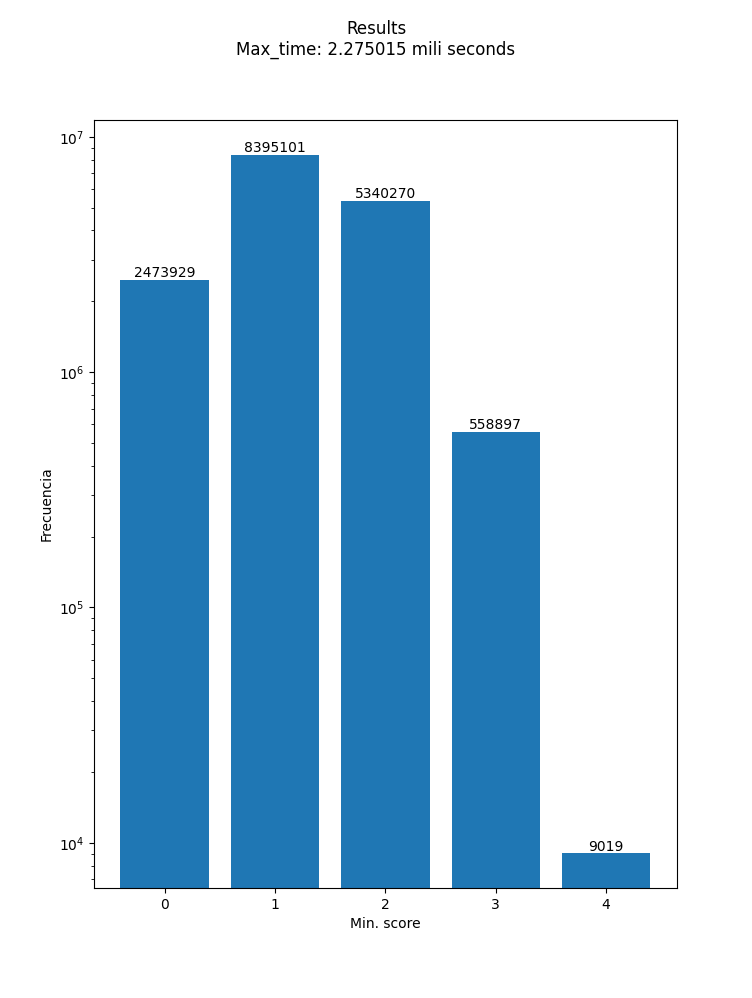 Results
Max_time: 2.275015 mili seconds
10^7
10^6
10^5
10^4
Frecuencia
2473929
8395101
5340270
558897
9019
0 1 2 3 4
Min. score